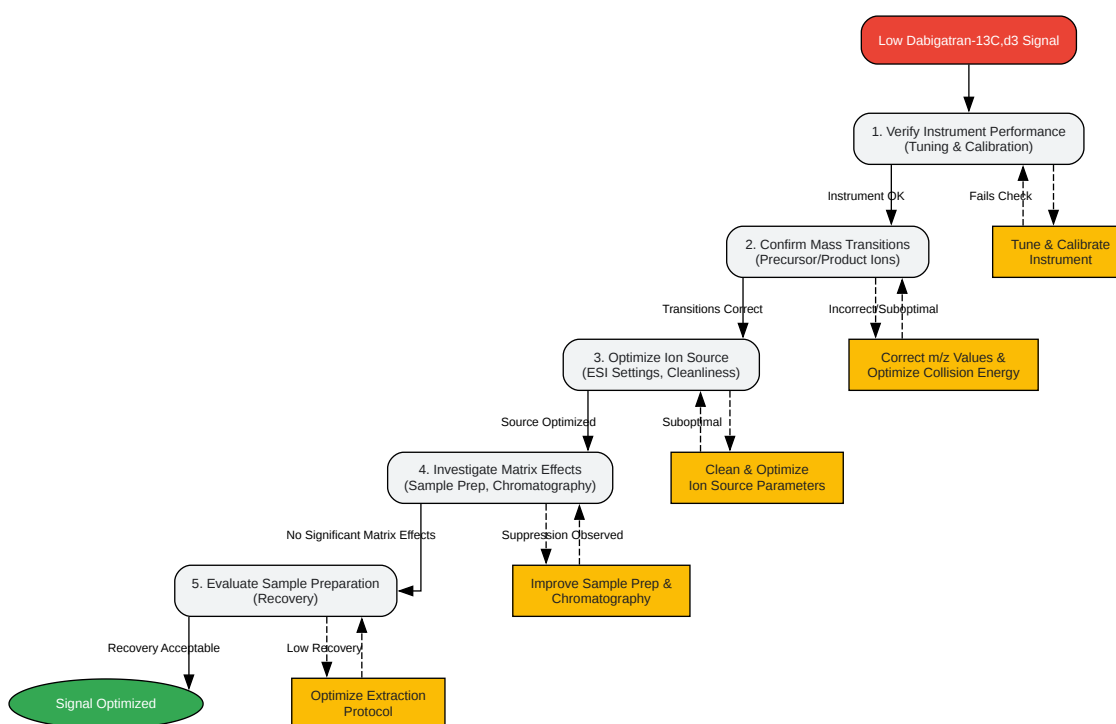 Low Dabigatran-13C,d3 Signal
1. Verify Instrument Performance
(Tuning & Calibration)
Instrument OK
Fails Check
2. Confirm Mass Transitions
(Precursor/Product Ions)
Tune & Calibrate
Instrument
Transitions Correct
Incorrect/Suboptimal
3. Optimize Ion Source
(ESI Settings, Cleanliness)
Correct m/z Values &
Optimize Collision Energy
Source Optimized
Suboptimal
4. Investigate Matrix Effects
(Sample Prep, Chromatography)
Clean & Optimize
Ion Source Parameters
No Significant Matrix Effects
Suppression Observed
5. Evaluate Sample Preparation
(Recovery)
Improve Sample Prep &
Chromatography
Recovery Acceptable
Low Recovery
Signal Optimized
Optimize Extraction
Protocol